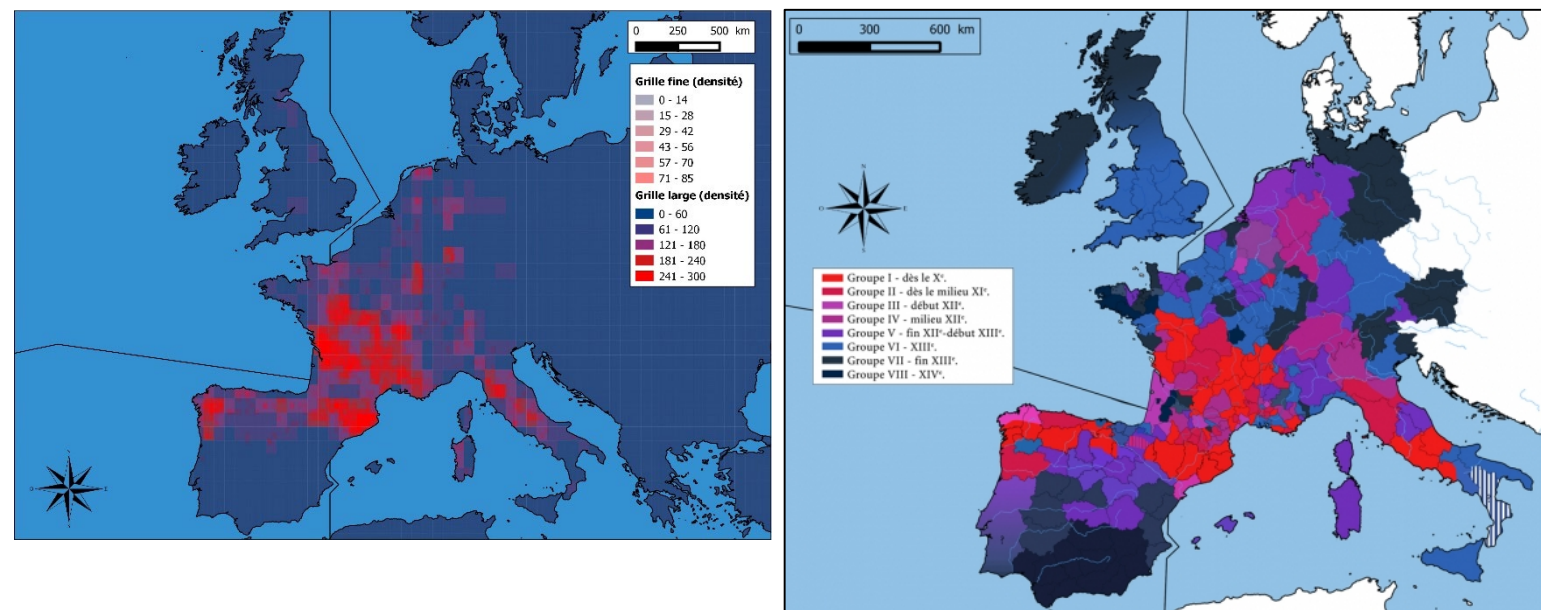 0 250 500 km
Grille fine (densité)
0 - 14
15 - 28
29 - 42
43 - 56
57 - 70
71 - 85
Grille large (densité)
0 - 60
61 - 120
121 - 180
181 - 240
241 - 300
0 300 600 km
N
O E
S
Groupe I - dès le Xᵉ.
Groupe II - dès le milieu XIᵉ.
Groupe III - début XIIᵉ.
Groupe IV - milieu XIIᵉ.
Groupe V - fin XIIᵉ-début XIIIᵉ.
Groupe VI - XIIIᵉ.
Groupe VII - fin XIIIᵉ.
Groupe VIII - XIVᵉ.